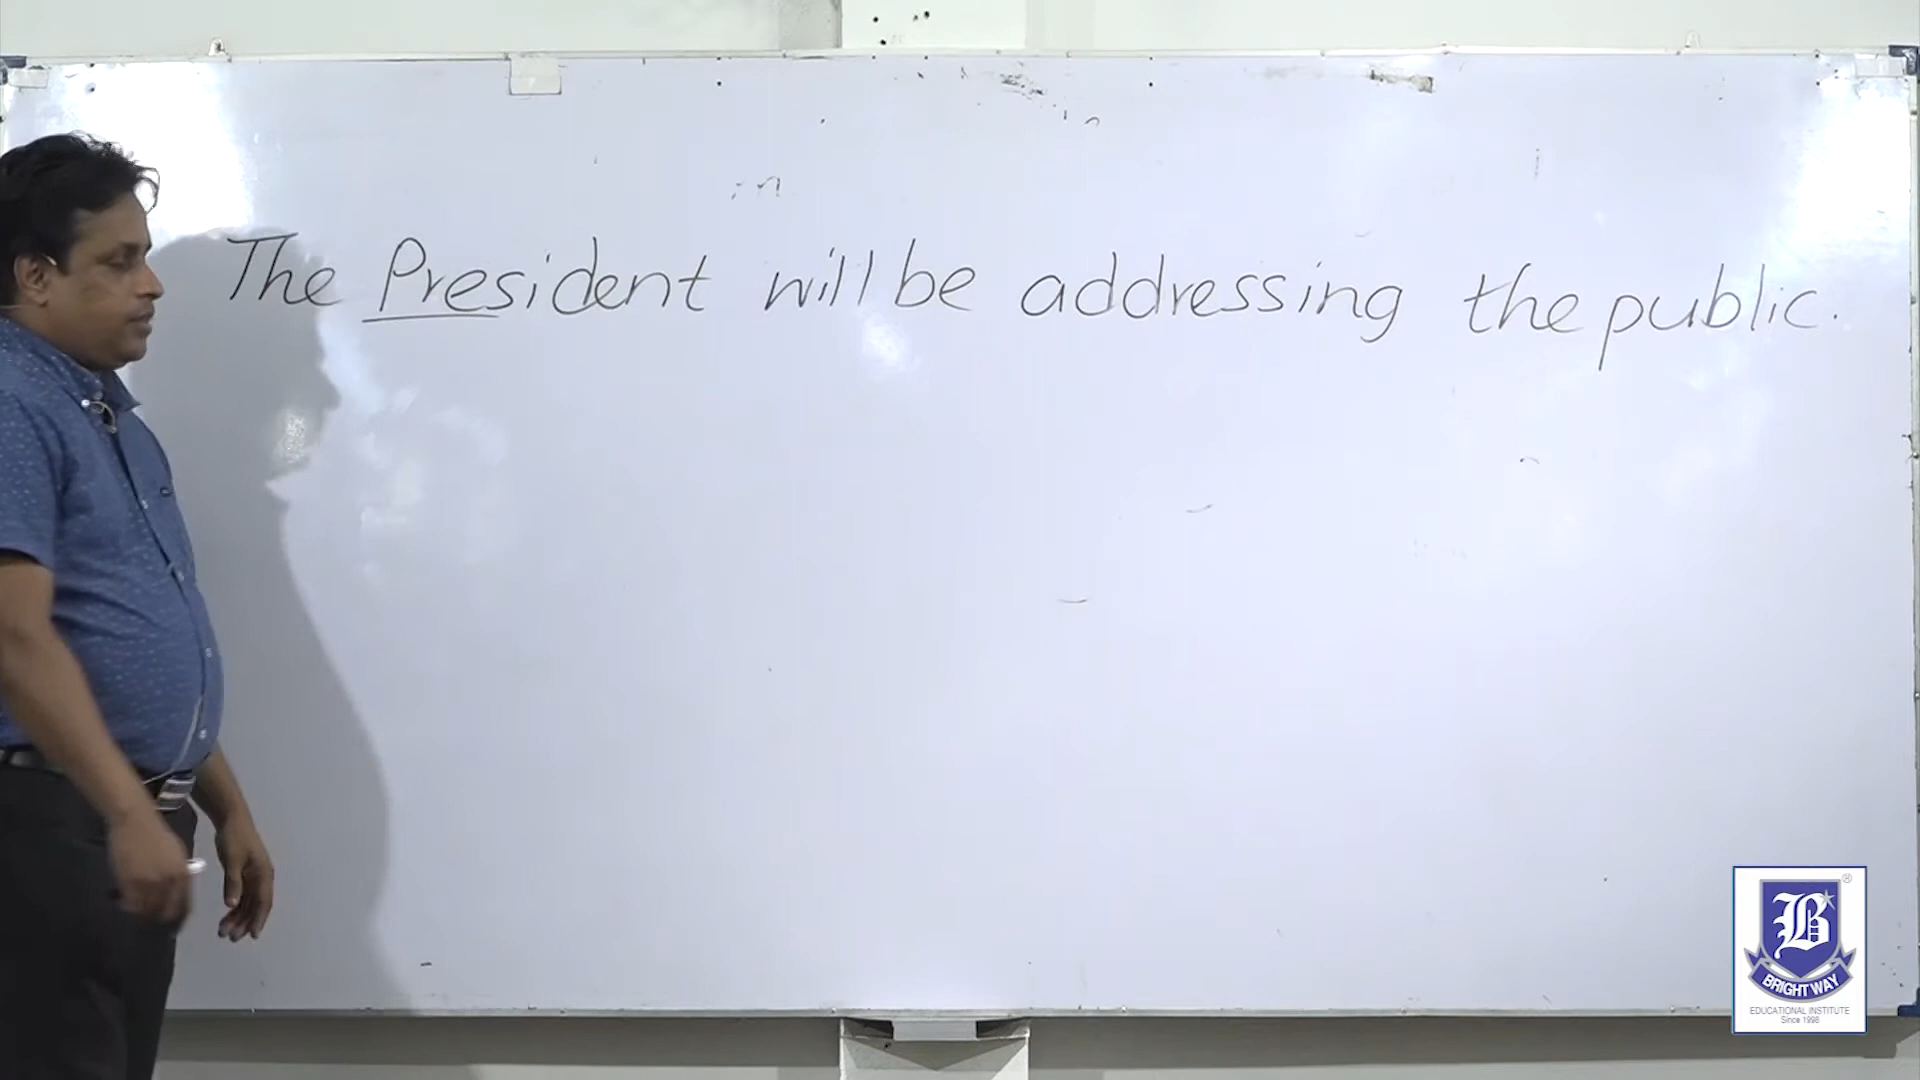 The President will be addressing the public.
B
BRIGHT WAY
EDUCATIONAL INSTITUTE
Since 1998